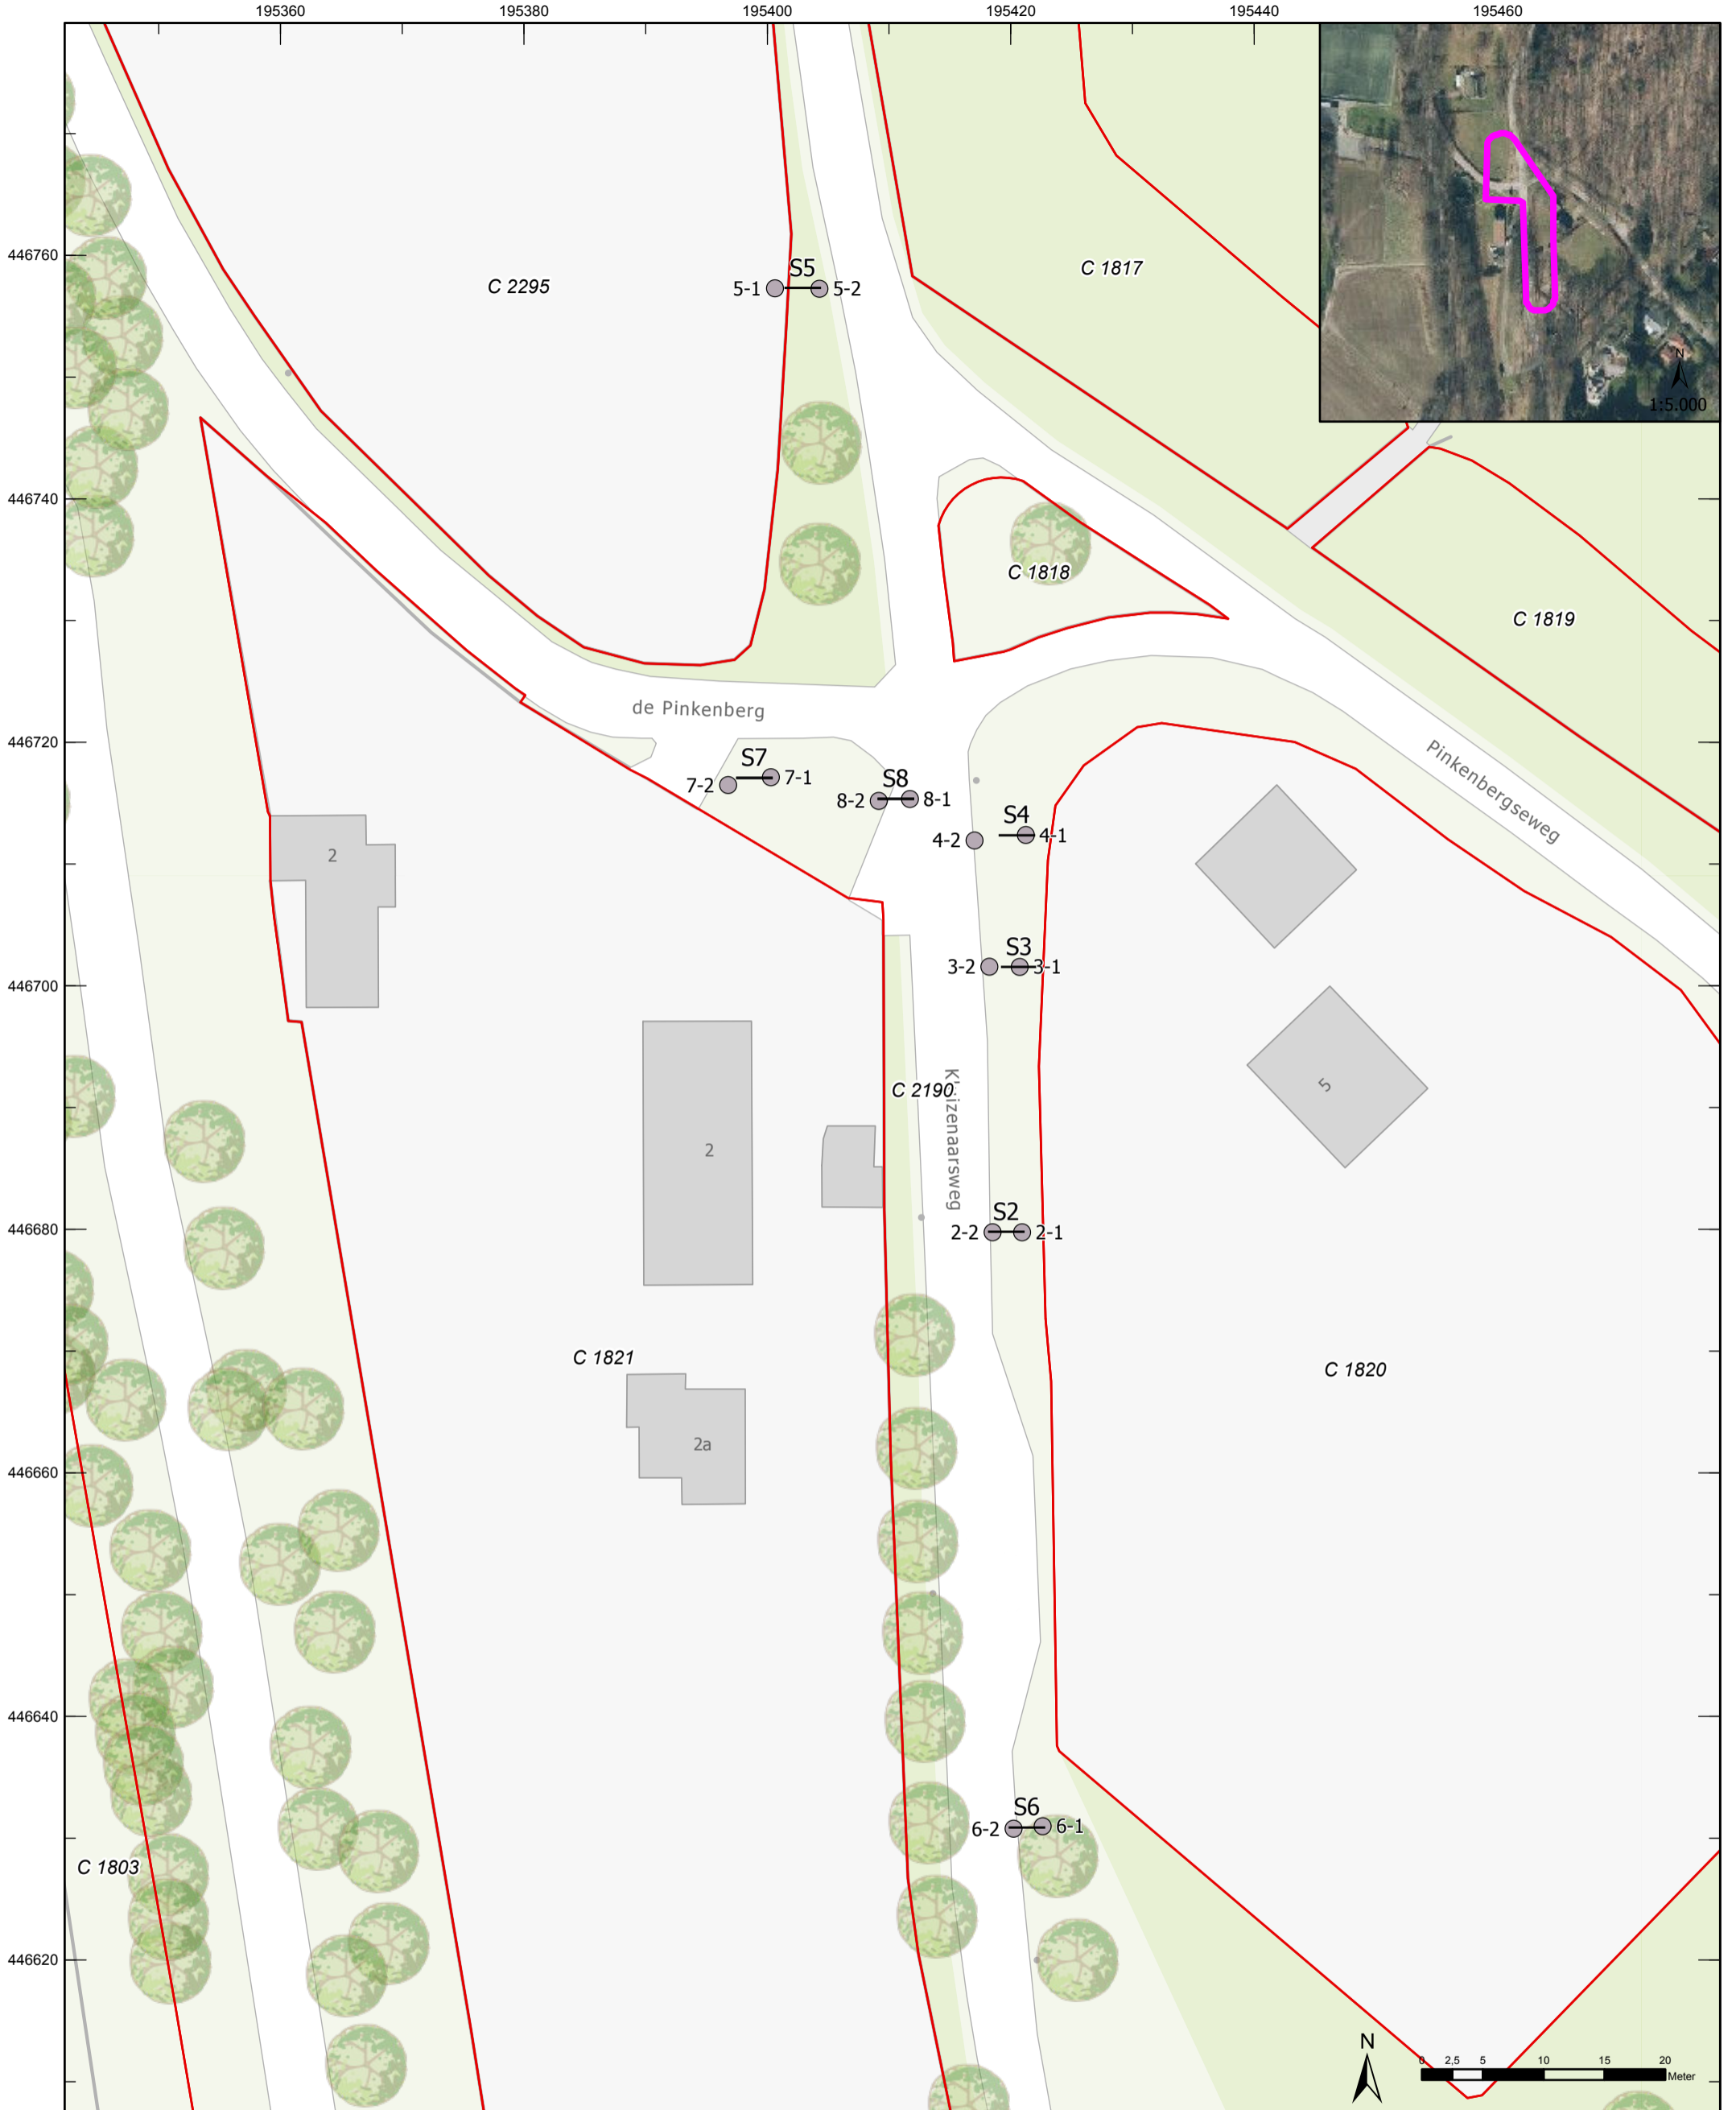 195360 195380 195400 195420 195440 195460
446760
446740
446720
446700
446680
446660
446640
446620
N
1:5.000
C 1817
C 2295
S5
5-1 5-2
C 1818
C 1819
de Pinkenberg
Pinkenbergseweg
S7
7-2 7-1
S8
8-2 8-1
S4
4-2 4-1
2
S3
3-2 3-1
C 2190
Kluizenaarsweg
5
2
S2
2-2 2-1
C 1821
C 1820
2a
S6
6-2 6-1
C 1803
N
0 2,5 5 10 15 20
Meter